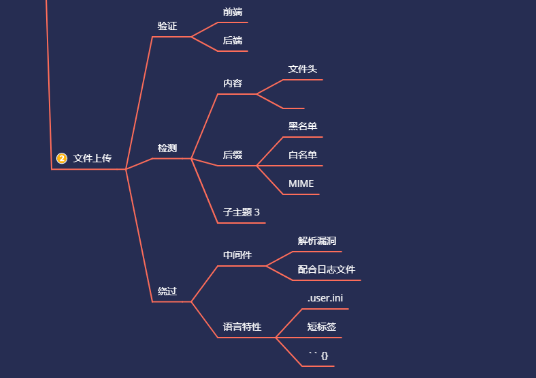 前端
验证
后端
文件头
内容
黑名单
② 文件上传
检测
后缀
白名单
MIME
子主题 3
解析漏洞
中间件
配合日志文件
绕过
.user.ini
语言特性
短标签
` ` {}